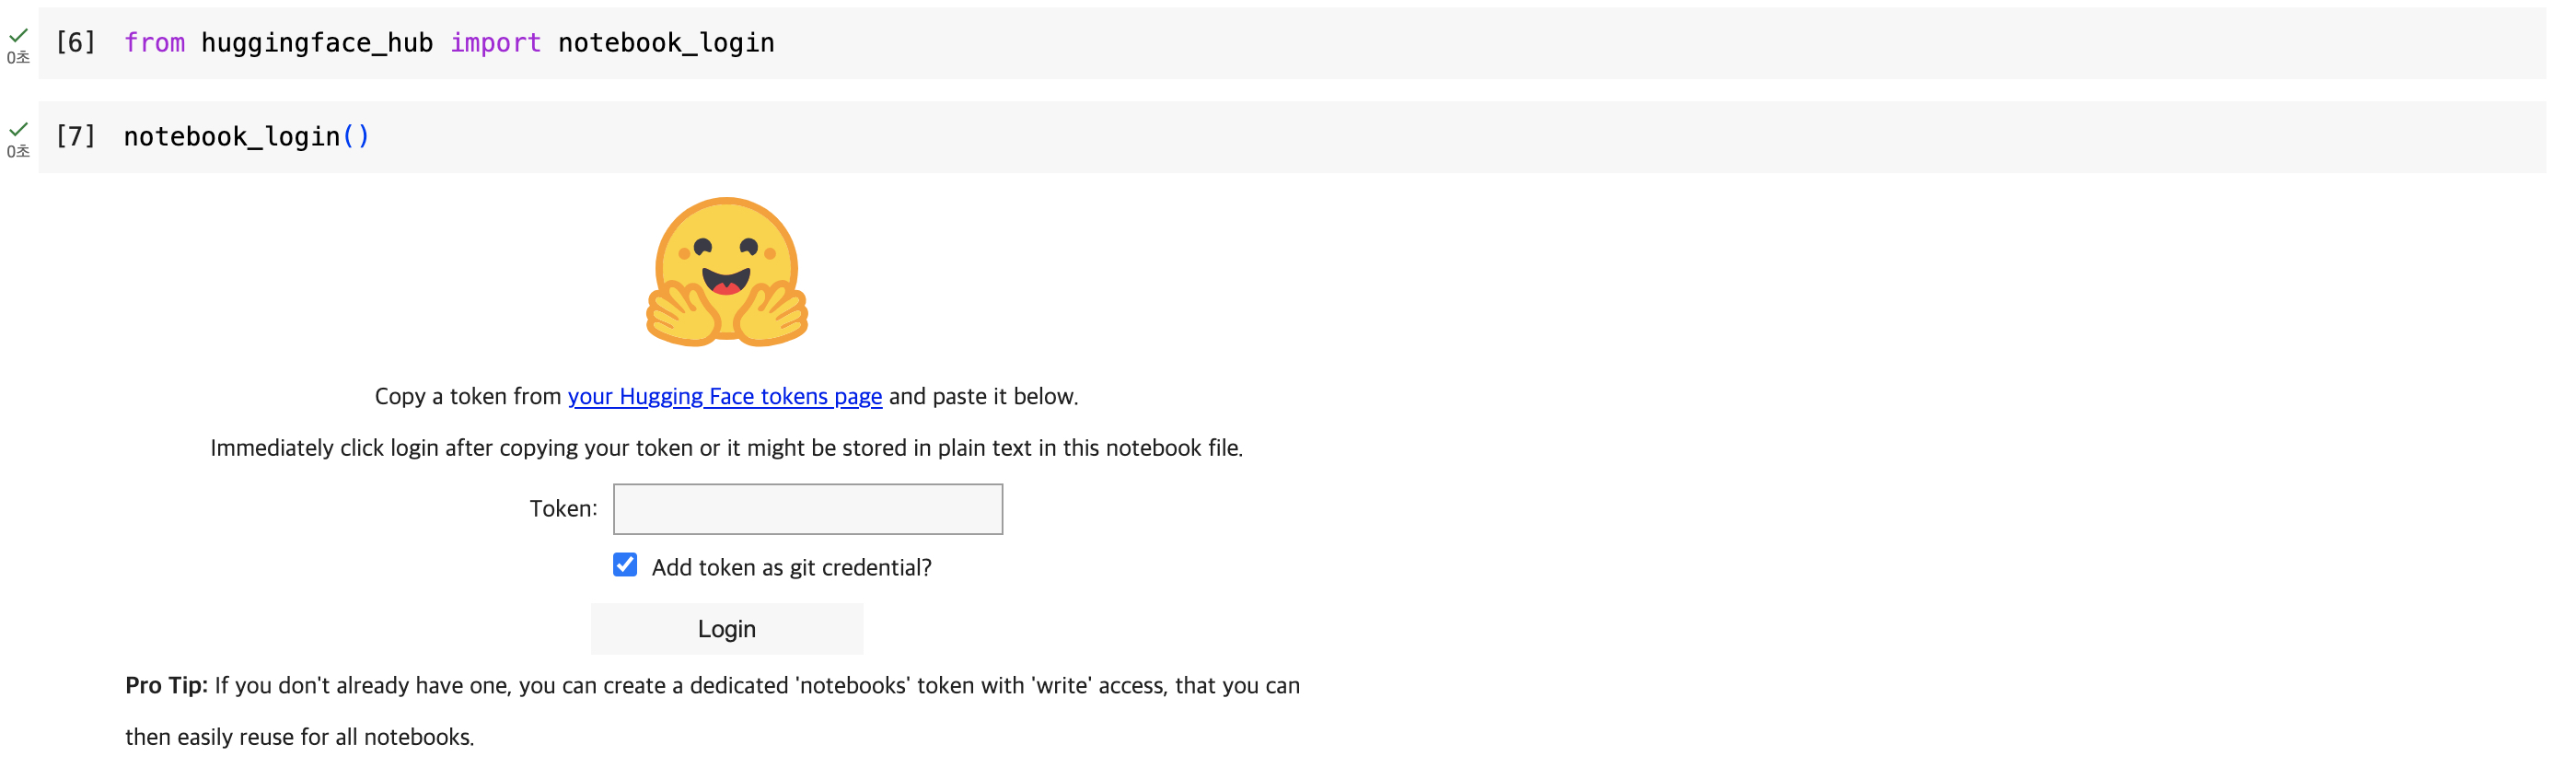 [6] from huggingface_hub import notebook_login
0초
[7] notebook_login()
0초
Copy a token from your Hugging Face tokens page and paste it below.
Immediately click login after copying your token or it might be stored in plain text in this notebook file.
Token:
Add token as git credential?
Login
Pro Tip: If you don't already have one, you can create a dedicated 'notebooks' token with 'write' access, that you can
then easily reuse for all notebooks.